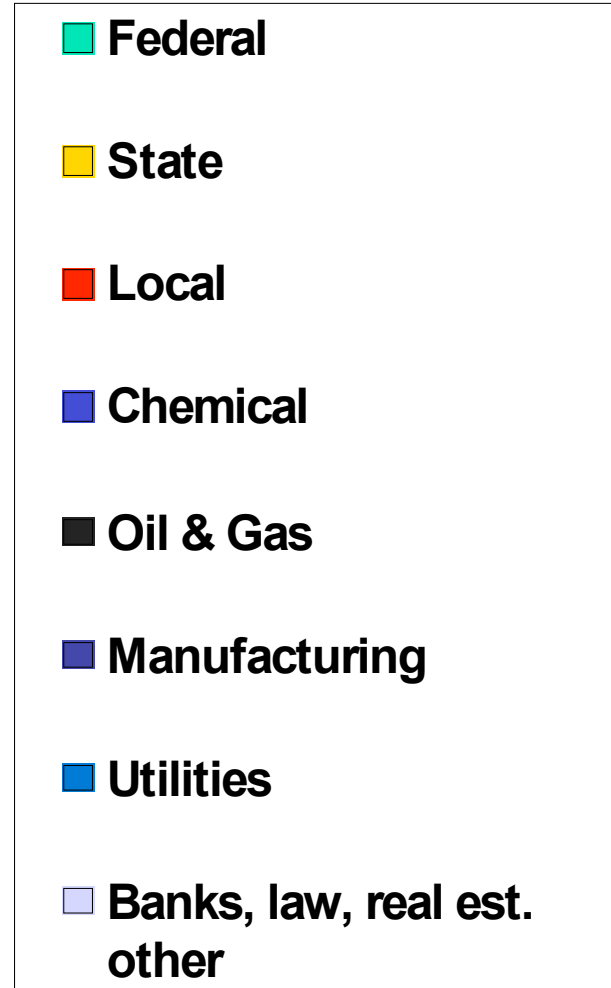 Federal
State
Local
Chemical
Oil & Gas
Manufacturing
Utilities
Banks, law, real est.
other